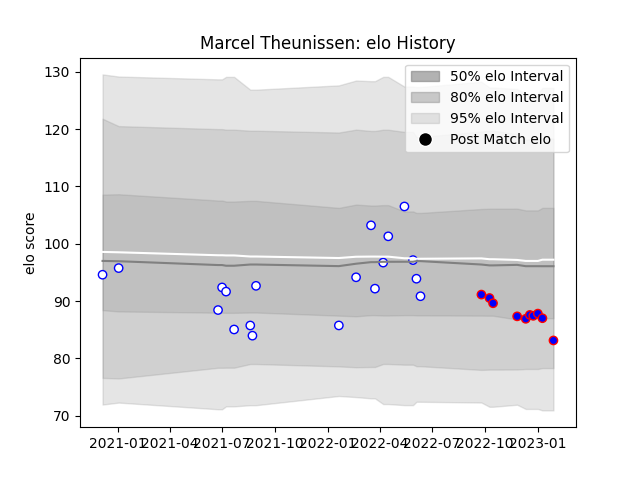 Marcel Theunissen: elo History
50% elo Interval
80% elo Interval
95% elo Interval
Post Match elo
elo score
130
120
110
100
90
80
70
2021-01
2021-04
2021-07
2021-10
2022-01
2022-04
2022-07
2022-10
2023-01